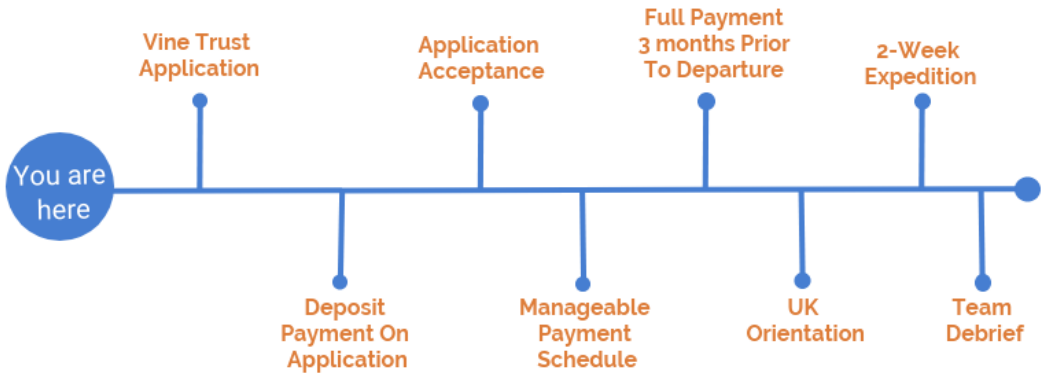 You are
here
Vine Trust
Application
Deposit
Payment On
Application
Application
Acceptance
Manageable
Payment
Schedule
Full Payment
3 months Prior
To Departure
UK
Orientation
2-Week
Expedition
Team
Debrief